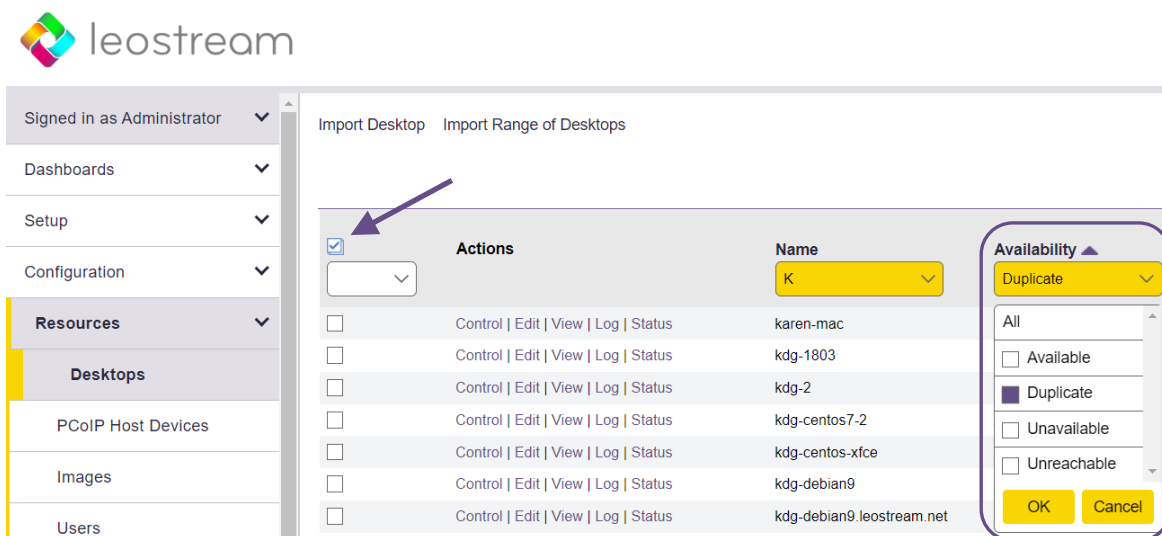 leostream
Signed in as Administrator
Dashboards
Setup
Configuration
Resources
Desktops
PCoIP Host Devices
Images
Users
Import Desktop Import Range of Desktops
Actions Name Availability
K Duplicate
Control | Edit | View | Log | Status karen-mac
Control | Edit | View | Log | Status kdg-1803
Control | Edit | View | Log | Status kdg-2
Control | Edit | View | Log | Status kdg-centos7-2
Control | Edit | View | Log | Status kdg-centos-xfce
Control | Edit | View | Log | Status kdg-debian9
Control | Edit | View | Log | Status kdg-debian9.leostream.net
All
Available
Duplicate
Unavailable
Unreachable
OK Cancel